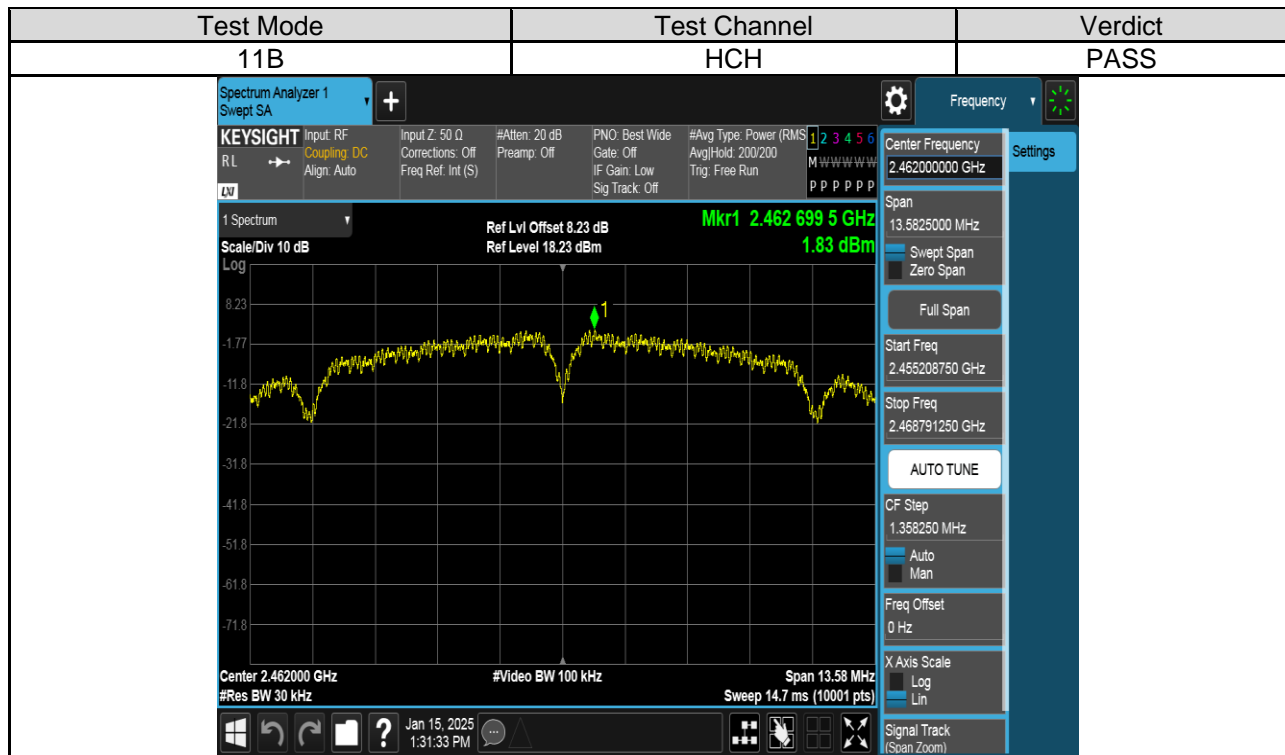 Test Mode Test Channel Verdict
11B HCH PASS
Spectrum Analyzer 1
Swept SA
+
Frequency
KEYSIGHT Input: RF Input Z: 50 Ω #Atten: 20 dB PNO: Best Wide #Avg Type: Power (RMS 1 2 3 4 5 6
R L Coupling: DC Corrections: Off Preamp: Off Gate: Off Avg|Hold: 200/200 M W W W W W
Align: Auto Freq Ref: Int (S) IF Gain: Low Trig: Free Run
LXI Sig Track: Off P P P P P P
1 Spectrum
Scale/Div 10 dB
Ref Lvl Offset 8.23 dB
Ref Level 18.23 dBm
Mkr1 2.462 699 5 GHz
1.83 dBm
Log
1
8.23
-1.77
-11.8
-21.8
-31.8
-41.8
-51.8
-61.8
-71.8
Center 2.462000 GHz #Video BW 100 kHz Span 13.58 MHz
#Res BW 30 kHz Sweep 14.7 ms (10001 pts)
Center Frequency
2.462000000 GHz
Settings
Span
13.5825000 MHz
Swept Span
Zero Span
Full Span
Start Freq
2.455208750 GHz
Stop Freq
2.468791250 GHz
AUTO TUNE
CF Step
1.358250 MHz
Auto
Man
Freq Offset
0 Hz
X Axis Scale
Log
Lin
Signal Track
(Span Zoom)
? Jan 15, 2025
1:31:33 PM